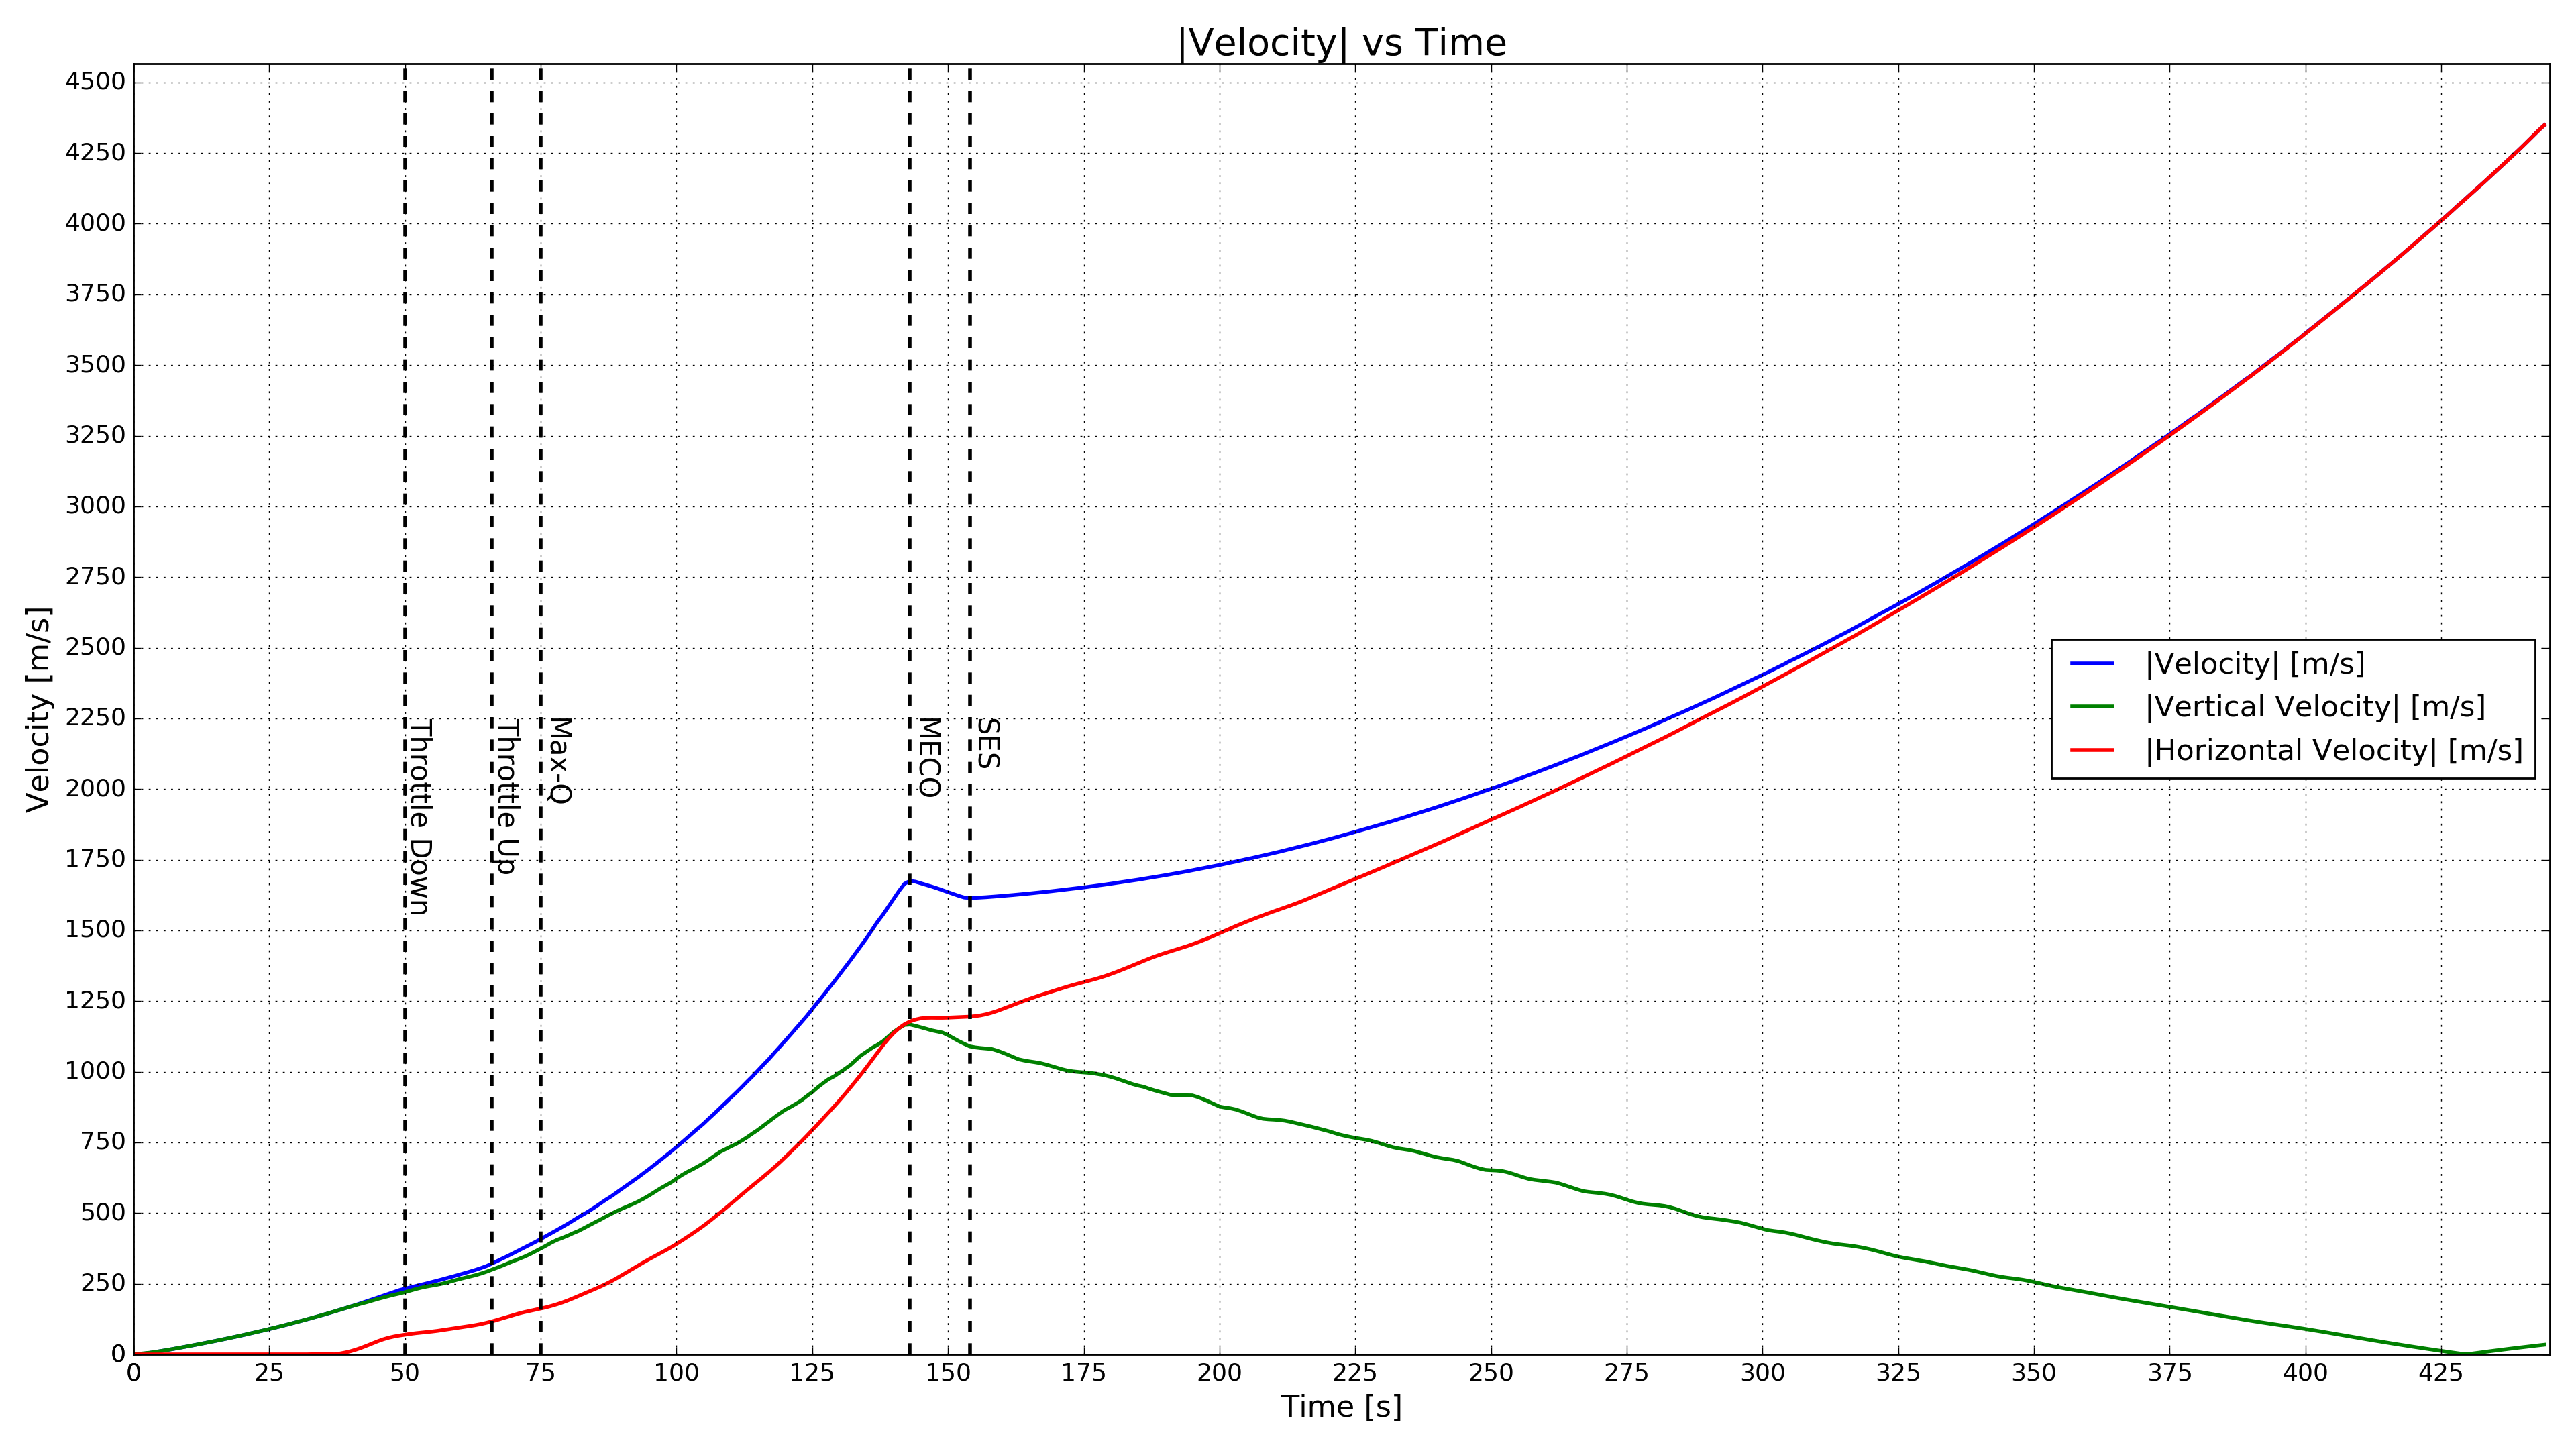 |Velocity| vs Time
4500
4250
4000
3750
3500
3250
3000
2750
2500
2250
2000
1750
1500
1250
1000
750
500
250
0
Velocity [m/s]
Throttle Down
Throttle Up
Max-Q
MECO
SES
|Velocity| [m/s]
|Vertical Velocity| [m/s]
|Horizontal Velocity| [m/s]
0 25 50 75 100 125 150 175 200 225 250 275 300 325 350 375 400 425
Time [s]